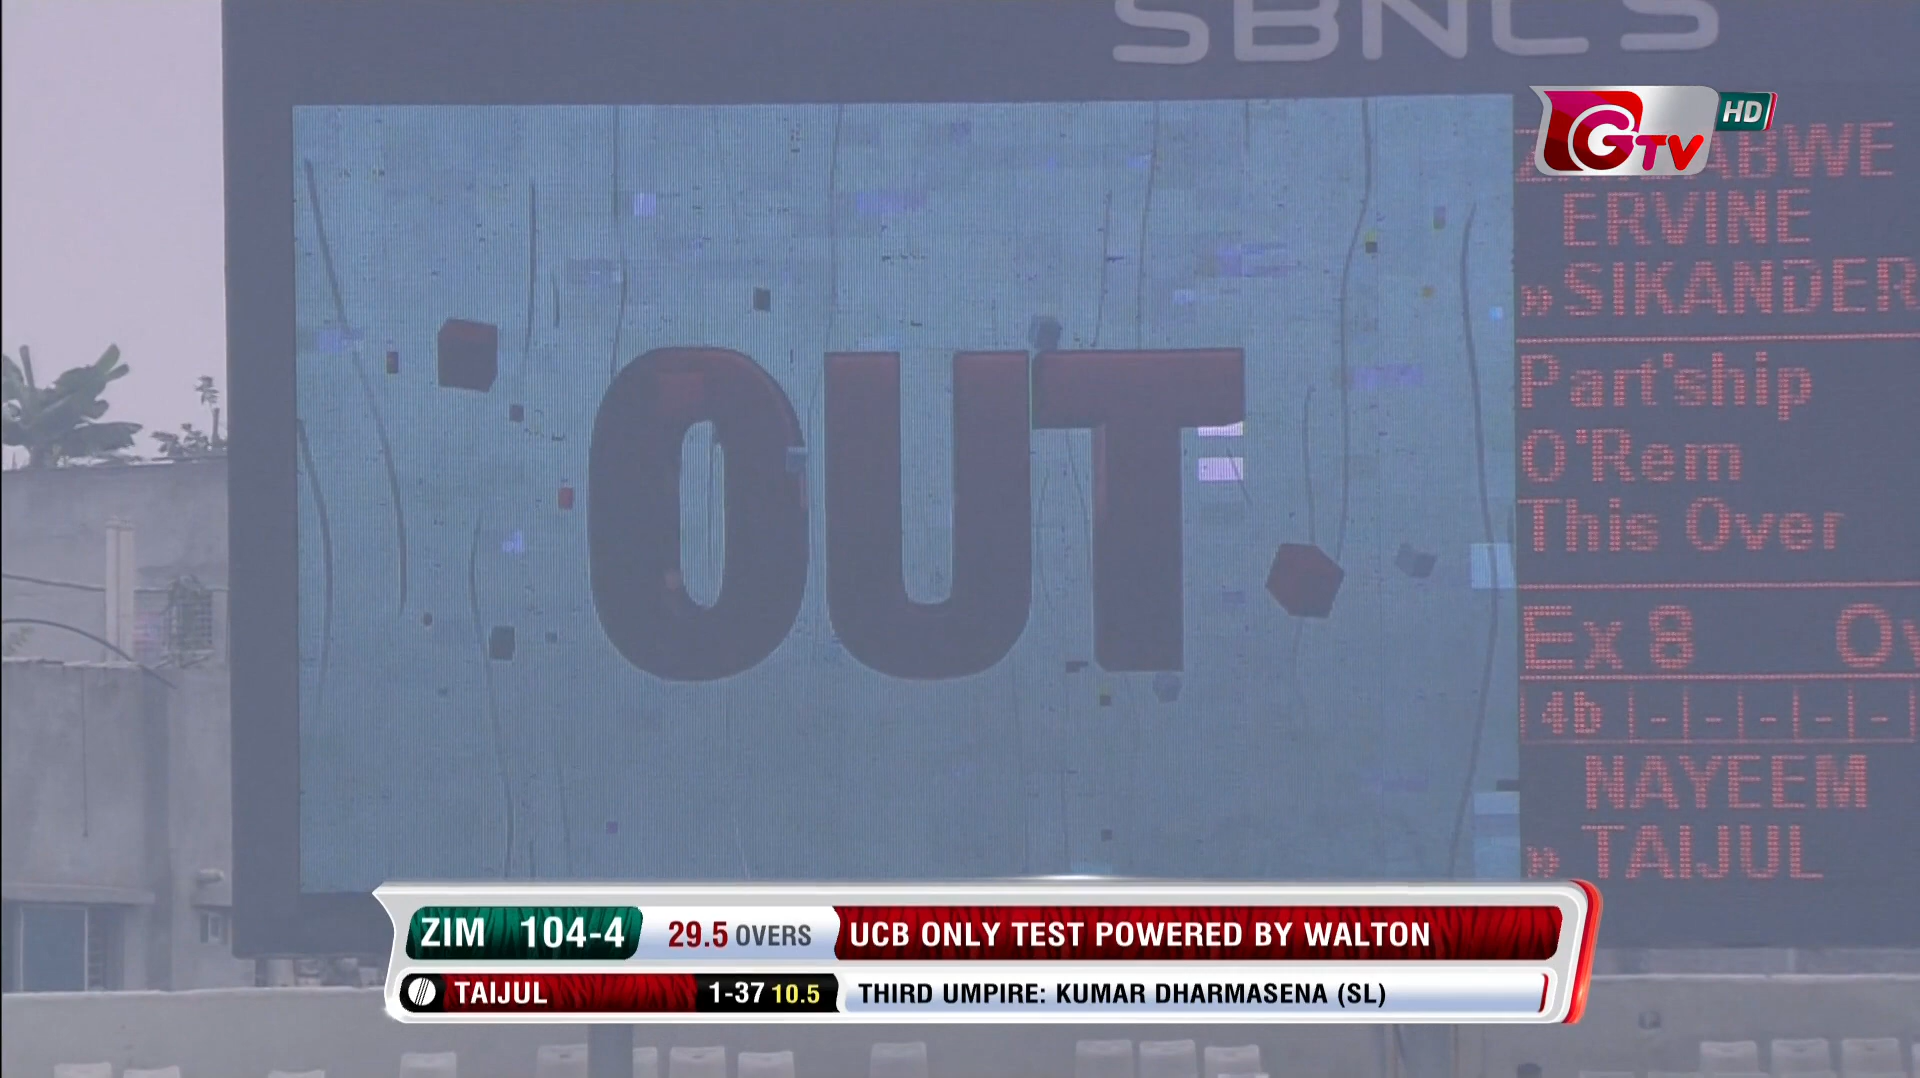 SBNCS
GTV HD
ERVINE
»SIKANDER
OUT
Part'ship
O'Rem
This Over
Ex 8
4b - - - - -
NAYEEM
» TAIJUL
ZIM 104-4 29.5 OVERS UCB ONLY TEST POWERED BY WALTON
TAIJUL 1-37 10.5 THIRD UMPIRE: KUMAR DHARMASENA (SL)